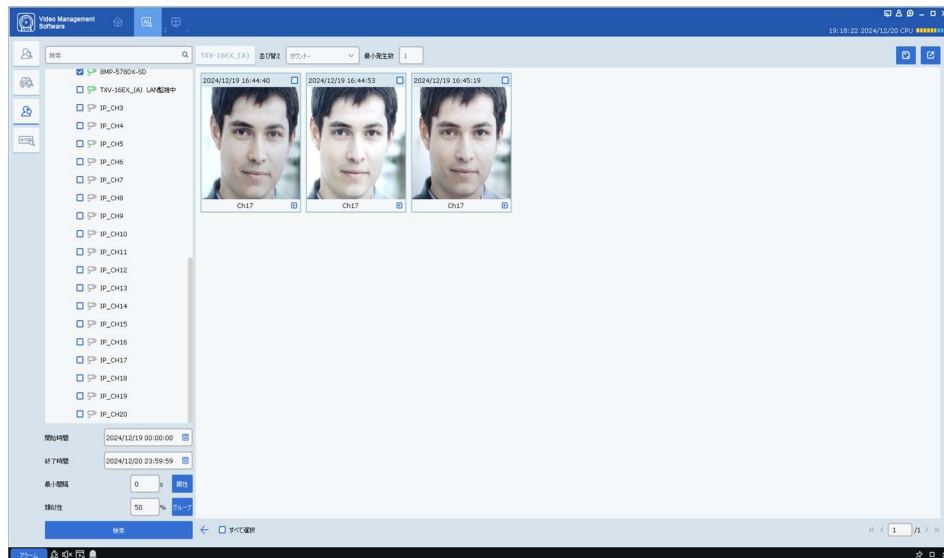 Video Management
Software
19:18:22 2024/12/20 CPU
検索
TXV-16EX_(A)
並び替え
カウント-
最小発生数
1
8MP-578DX-SD
TXV-16EX_(A) LAN監視中
IP_CH3
IP_CH4
IP_CH5
IP_CH6
IP_CH7
IP_CH8
IP_CH9
IP_CH10
IP_CH11
IP_CH12
IP_CH13
IP_CH14
IP_CH15
IP_CH16
IP_CH17
IP_CH18
IP_CH19
IP_CH20
2024/12/19 16:44:40
2024/12/19 16:44:53
2024/12/19 16:45:19
Ch17
Ch17
Ch17
開始時間
2024/12/19 00:00:00
終了時間
2024/12/20 23:59:59
最小間隔
0
s
属性
類似性
50
%
グループ
検索
すべて選択
1
/1
アラーム